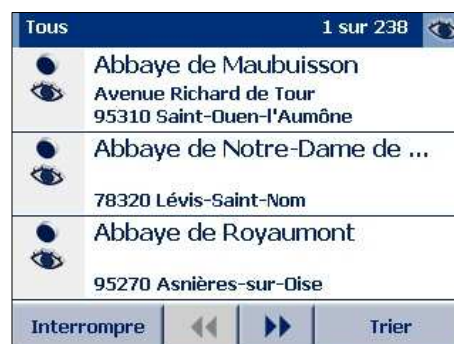 Tous 1 sur 238
Abbaye de Maubuisson
Avenue Richard de Tour
95310 Saint-Ouen-l'Aumône
Abbaye de Notre-Dame de ...
78320 Lévis-Saint-Nom
Abbaye de Royaumont
95270 Asnières-sur-Oise
Interrompre Trier